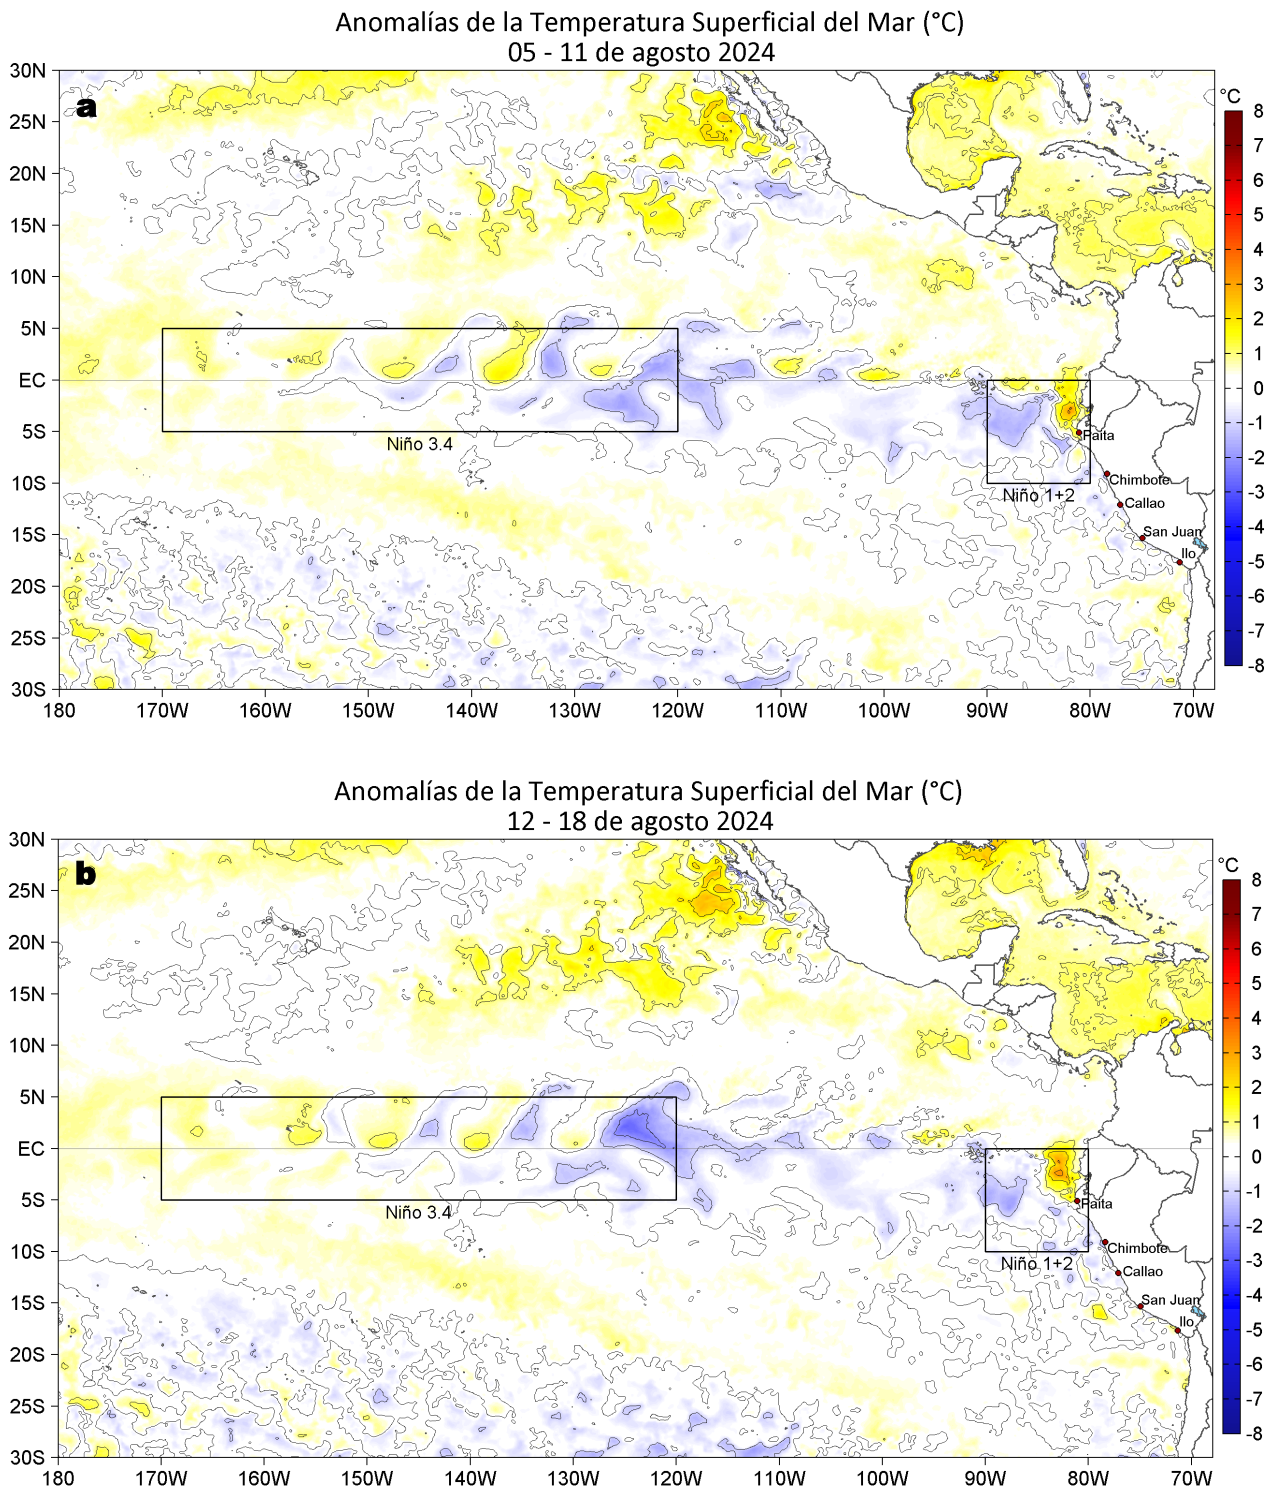 Anomalías de la Temperatura Superficial del Mar (°C)
05 - 11 de agosto 2024
a
30N
25N
20N
15N
10N
5N
EC
5S
10S
15S
20S
25S
30S
180 170W 160W 150W 140W 130W 120W 110W 100W 90W 80W 70W
Niño 3.4
Niño 1+2
Paita
Chimbote
Callao
San Juan
Ilo
°C
8
7
6
5
4
3
2
1
0
-1
-2
-3
-4
-5
-6
-7
-8
Anomalías de la Temperatura Superficial del Mar (°C)
12 - 18 de agosto 2024
b
30N
25N
20N
15N
10N
5N
EC
5S
10S
15S
20S
25S
30S
180 170W 160W 150W 140W 130W 120W 110W 100W 90W 80W 70W
Niño 3.4
Niño 1+2
Paita
Chimbote
Callao
San Juan
Ilo
°C
8
7
6
5
4
3
2
1
0
-1
-2
-3
-4
-5
-6
-7
-8